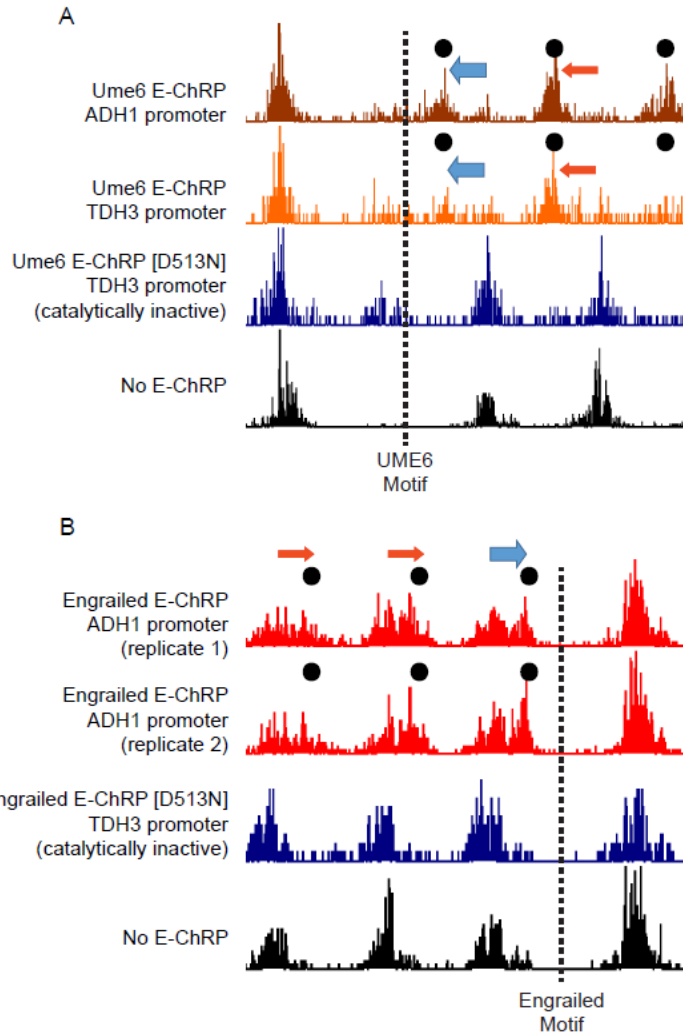 A
Ume6 E-ChRP
ADH1 promoter
Ume6 E-ChRP
TDH3 promoter
Ume6 E-ChRP [D513N]
TDH3 promoter
(catalytically inactive)
No E-ChRP
UME6
Motif
B
Engrailed E-ChRP
ADH1 promoter
(replicate 1)
Engrailed E-ChRP
ADH1 promoter
(replicate 2)
ngrailed E-ChRP [D513N]
TDH3 promoter
(catalytically inactive)
No E-ChRP
Engrailed
Motif